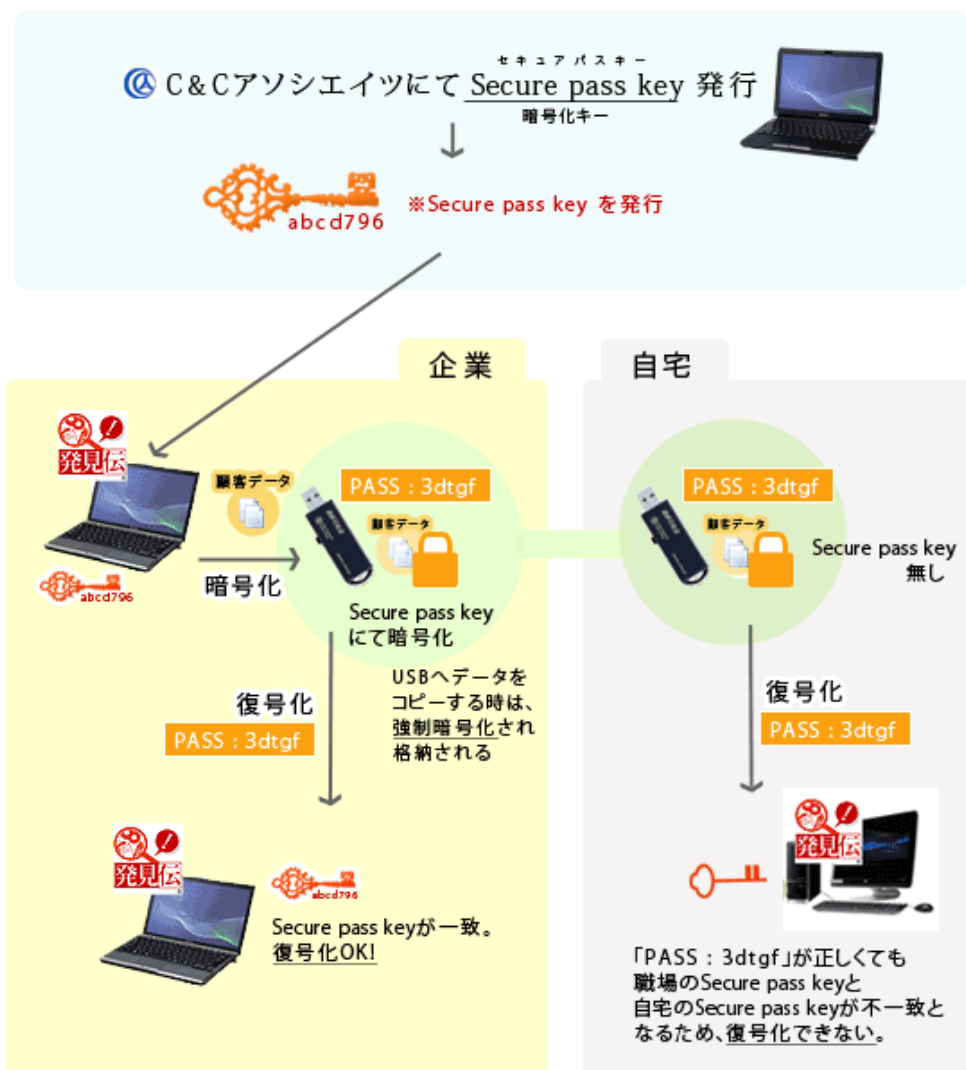 セキュアパスキー
C&Cアソシエイツにて Secure pass key 発行
暗号化キー
abcd796
※Secure pass key を発行
企業
自宅
発見伝
abcd796
顧客データ
暗号化
PASS：3dtgf
顧客データ
Secure pass key
にて暗号化
USBへデータを
コピーする時は、
強制暗号化され
格納される
復号化
PASS：3dtgf
発見伝
abcd796
Secure pass keyが一致。
復号化OK!
PASS：3dtgf
顧客データ
Secure pass key
無し
復号化
PASS：3dtgf
発見伝
「PASS：3dtgf」が正しくても
職場のSecure pass keyと
自宅のSecure pass keyが不一致と
なるため、復号化できない。